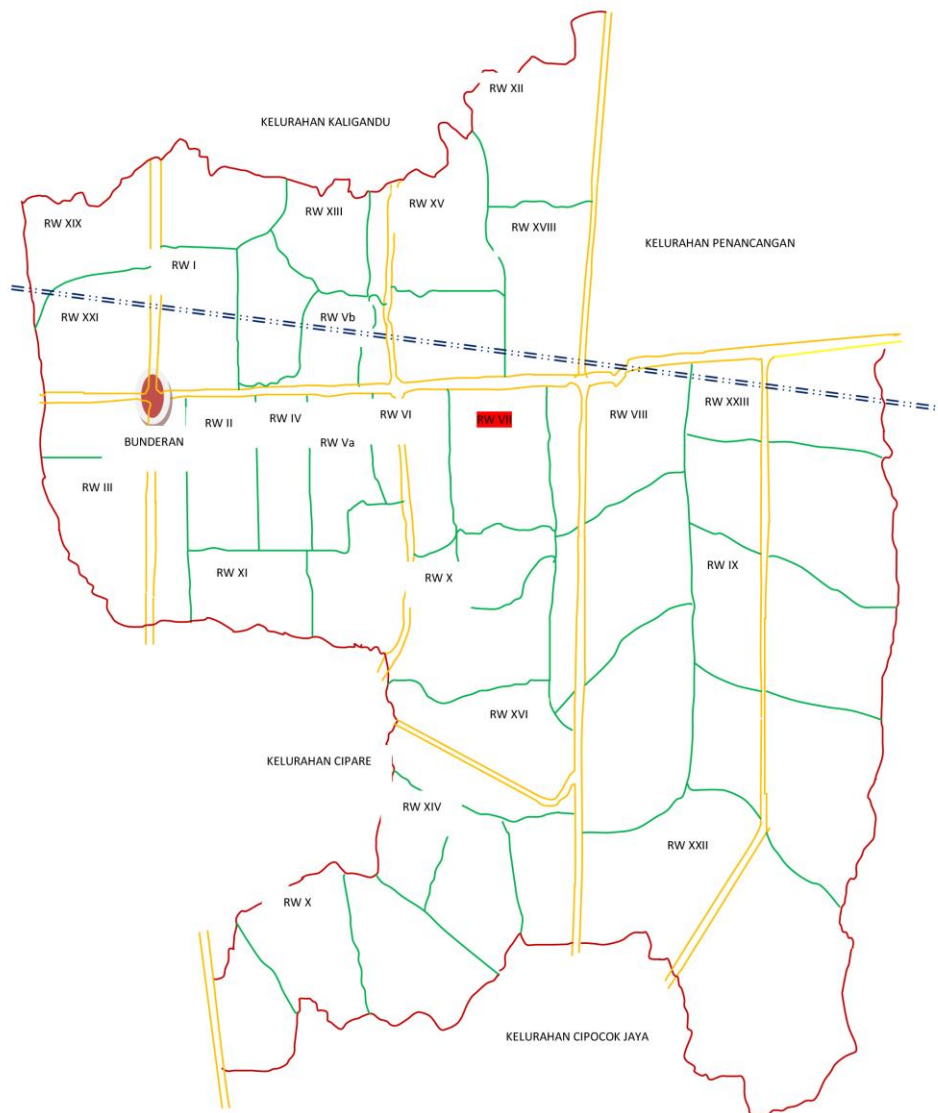 RW XII
KELURAHAN KALIGANDU
RW XIII
RW XV
RW XIX
RW XVIII
KELURAHAN PENANCANGAN
RW I
RW XXI
RW Vb
RW II
RW IV
RW VI
RW VII
RW VIII
RW XXIII
BUNDERAN
RW Va
RW III
RW XI
RW X
RW IX
RW XVI
KELURAHAN CIPARE
RW XIV
RW XXII
RW X
KELURAHAN CIPOCOK JAYA